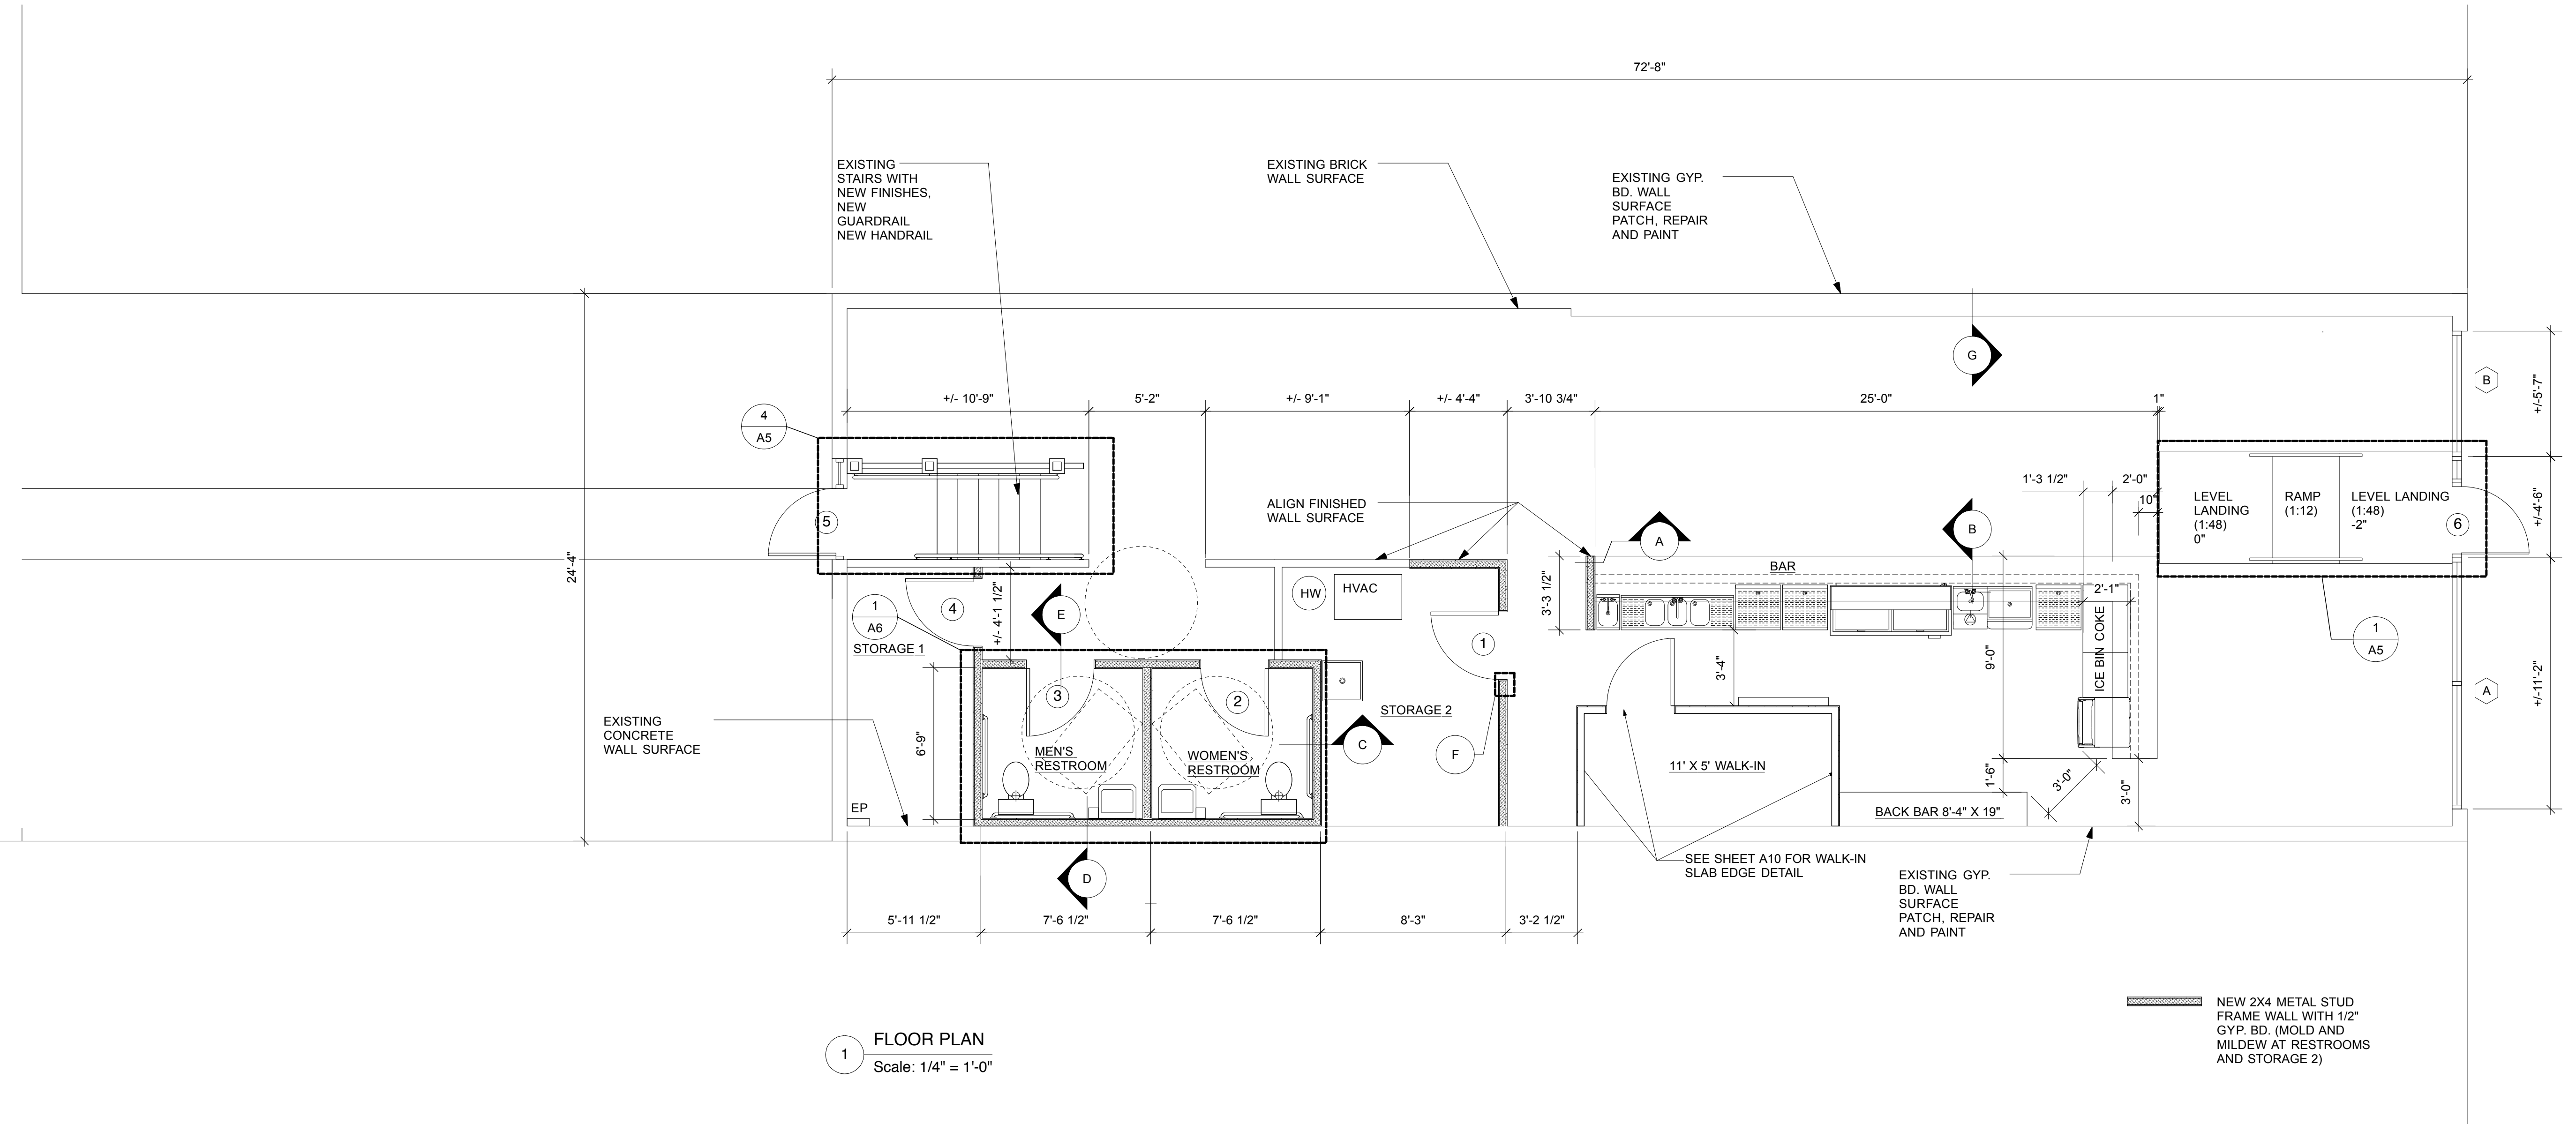 72'-8"
EXISTING
STAIRS WITH
NEW FINISHES,
NEW
GUARDRAIL
NEW HANDRAIL
EXISTING BRICK
WALL SURFACE
EXISTING GYP.
BD. WALL
SURFACE
PATCH, REPAIR
AND PAINT
G
B
+/-5'-7"
+/- 10'-9"
5'-2"
+/- 9'-1"
+/- 4'-4"
3'-10 3/4"
25'-0"
1"
4
A5
5
24'-4"
ALIGN FINISHED
WALL SURFACE
A
B
1'-3 1/2"
2'-0"
10"
LEVEL
LANDING
(1:48)
0"
RAMP
(1:12)
LEVEL LANDING
(1:48)
-2"
6
+/-4'-6"
1
A6
4
STORAGE 1
+/- 4'-1 1/2"
E
HW
HVAC
1
3'-3 1/2"
BAR
2'-1"
ICE BIN COKE
9'-0"
3'-4"
1
A5
A
+/-11'-2"
EXISTING
CONCRETE
WALL SURFACE
6'-9"
3
2
MEN'S
RESTROOM
WOMEN'S
RESTROOM
C
STORAGE 2
F
11' X 5' WALK-IN
1'-6"
3'-0"
3'-0"
BACK BAR 8'-4" X 19"
EP
D
SEE SHEET A10 FOR WALK-IN
SLAB EDGE DETAIL
EXISTING GYP.
BD. WALL
SURFACE
PATCH, REPAIR
AND PAINT
5'-11 1/2"
7'-6 1/2"
7'-6 1/2"
8'-3"
3'-2 1/2"
NEW 2X4 METAL STUD
FRAME WALL WITH 1/2"
GYP. BD. (MOLD AND
MILDEW AT RESTROOMS
AND STORAGE 2)
1
FLOOR PLAN
Scale: 1/4" = 1'-0"